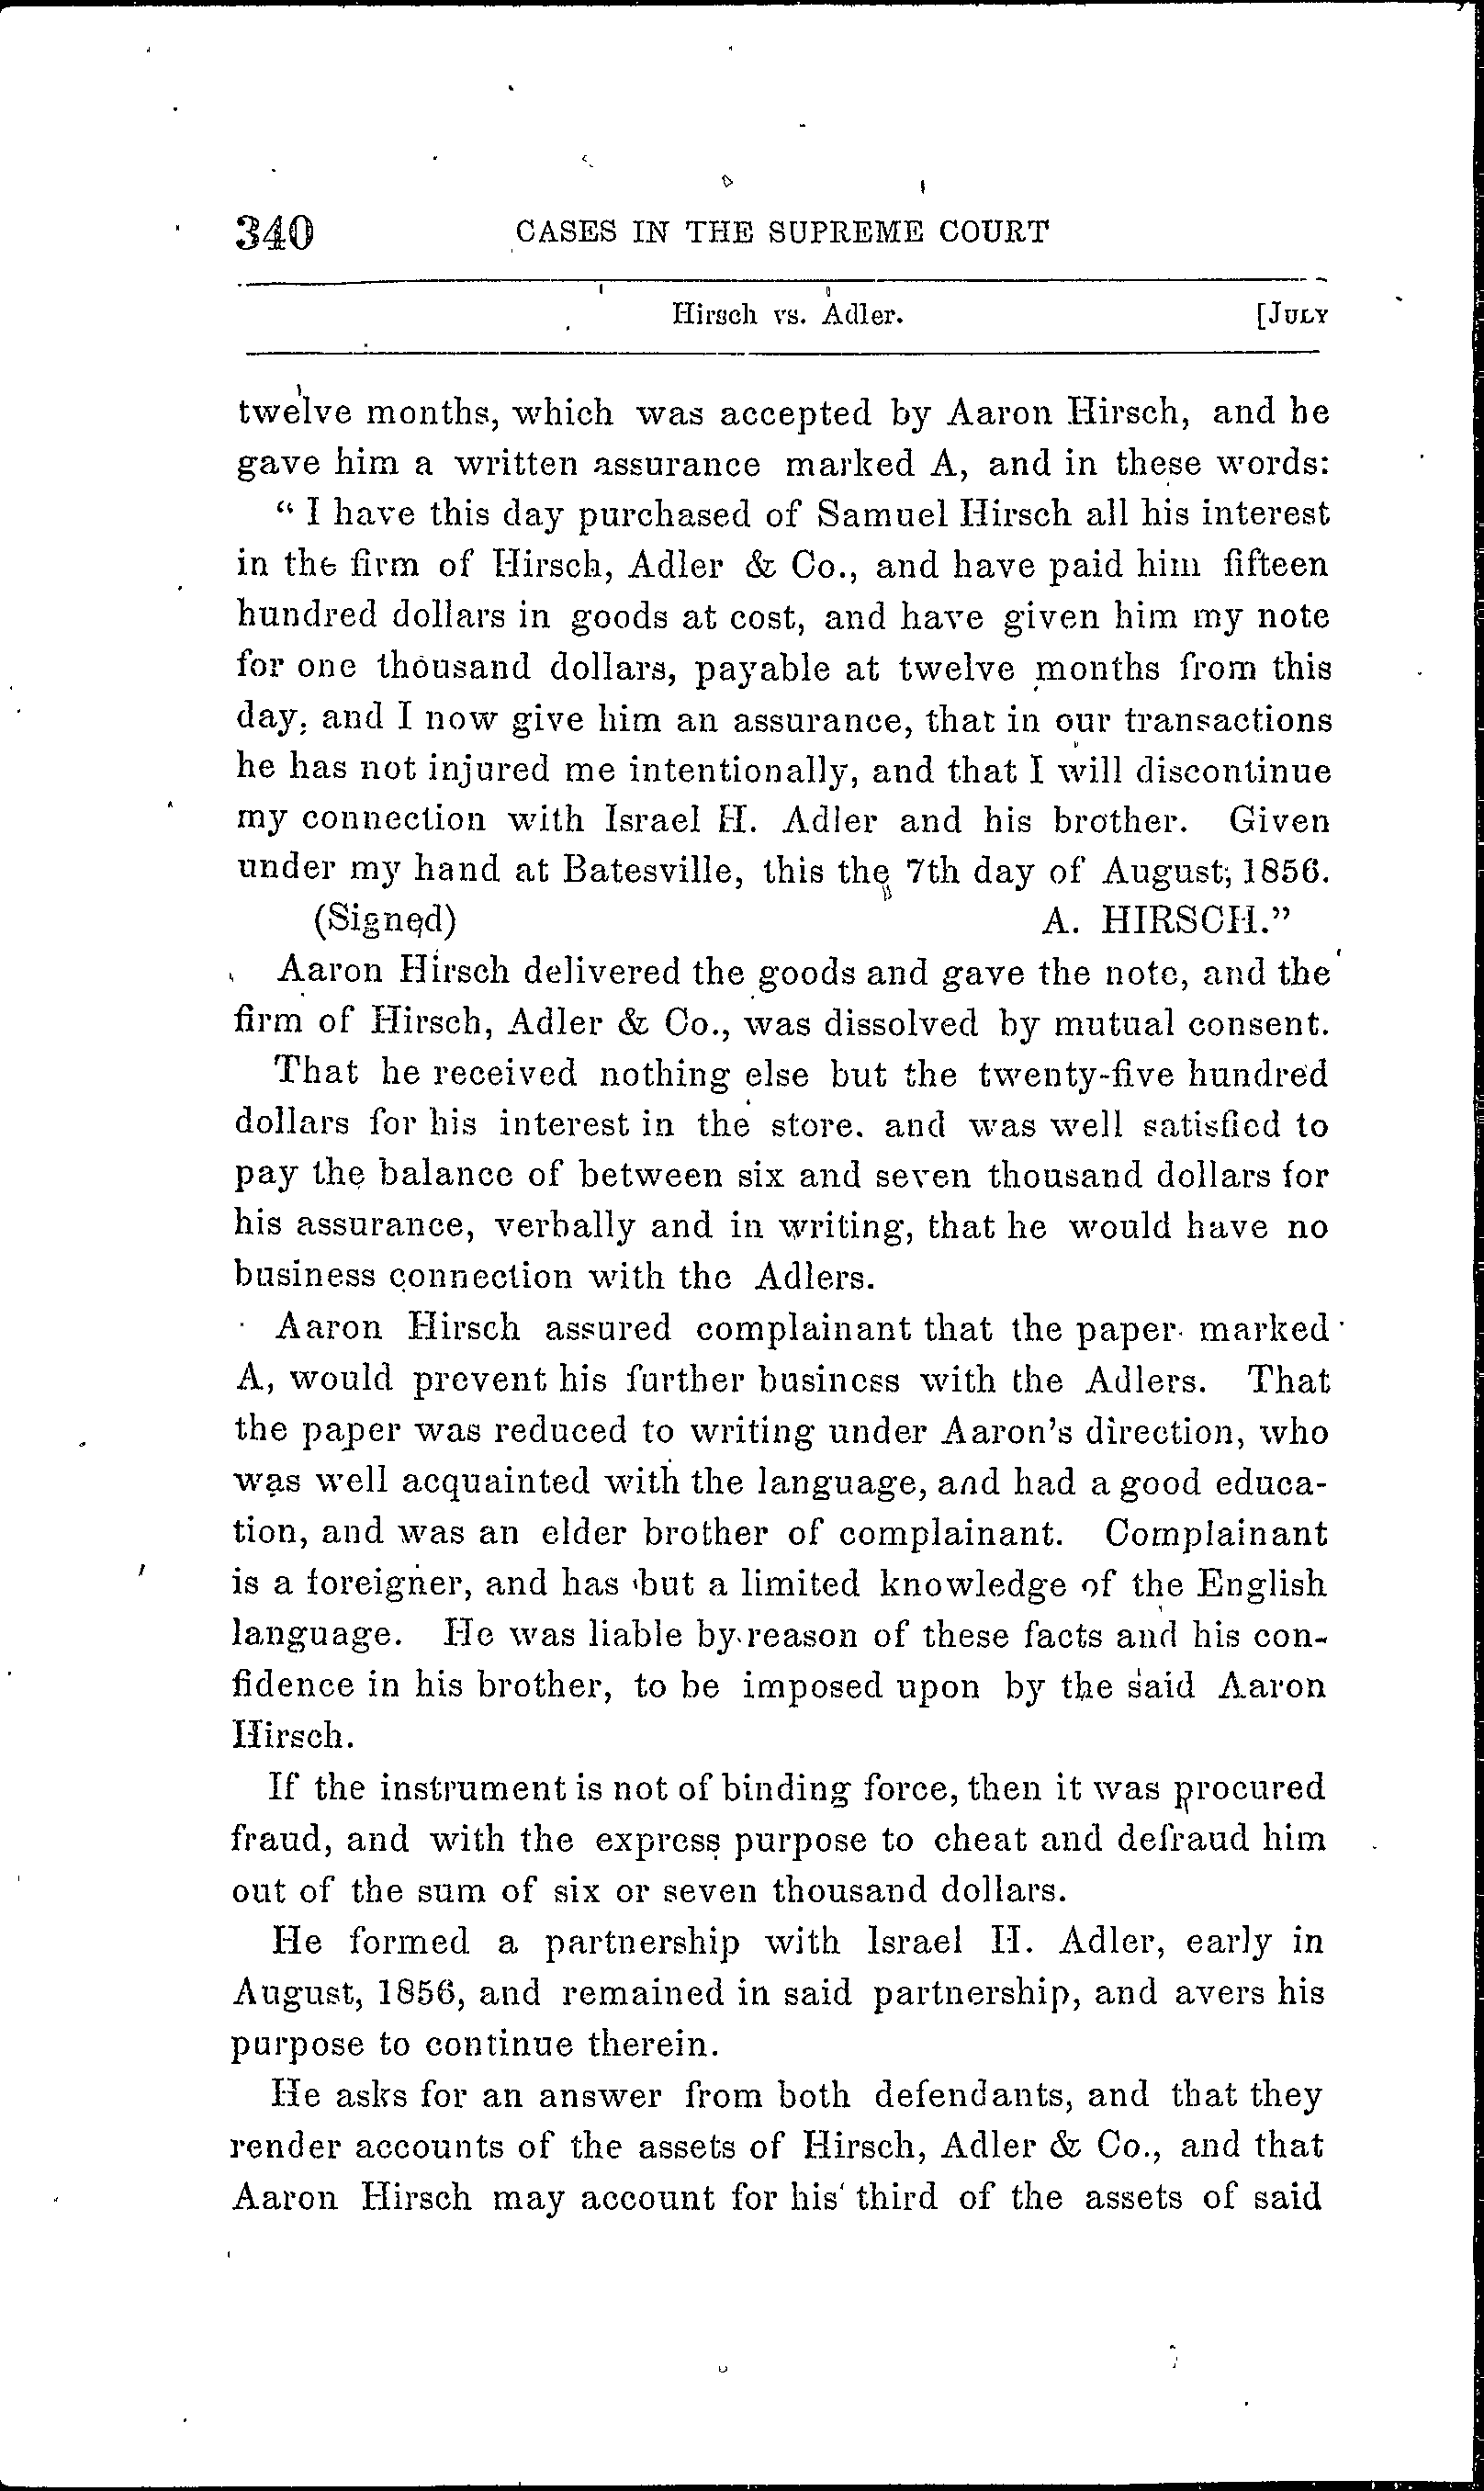 340 CASES IN THE SUPREME COURT
Hirsch vs. Adler. [JULY
twelve months, which was accepted by Aaron Hirsch, and he
gave him a written assurance marked A, and in these words:
" I have this day purchased of Samuel Hirsch all his interest
in the firm of Hirsch, Adler & Co., and have paid him fifteen
hundred dollars in goods at cost, and have given him my note
for one thousand dollars, payable at twelve months from this
day, and I now give him an assurance, that in our transactions
he has not injured me intentionally, and that I will discontinue
my connection with Israel H. Adler and his brother. Given
under my hand at Batesville, this the 7th day of August, 1856.
(Signed) A. HIRSCH."
Aaron Hirsch delivered the goods and gave the note, and the
firm of Hirsch, Adler & Co., was dissolved by mutual consent.
That he received nothing else but the twenty-five hundred
dollars for his interest in the store. and was well satisfied to
pay the balance of between six and seven thousand dollars for
his assurance, verbally and in writing, that he would have no
business connection with the Adlers.
Aaron Hirsch assured complainant that the paper marked
A, would prevent his further business with the Adlers. That
the paper was reduced to writing under Aaron's direction, who
was well acquainted with the language, and had a good educa-
tion, and was an elder brother of complainant. Complainant
is a foreigner, and has but a limited knowledge of the English
language. He was liable by reason of these facts and his con-
fidence in his brother, to be imposed upon by the said Aaron
Hirsch.
If the instrument is not of binding force, then it was procured
fraud, and with the express purpose to cheat and defraud him
out of the sum of six or seven thousand dollars.
He formed a partnership with Israel H. Adler, early in
August, 1856, and remained in said partnership, and avers his
purpose to continue therein.
He asks for an answer from both defendants, and that they
render accounts of the assets of Hirsch, Adler & Co., and that
Aaron Hirsch may account for his third of the assets of said